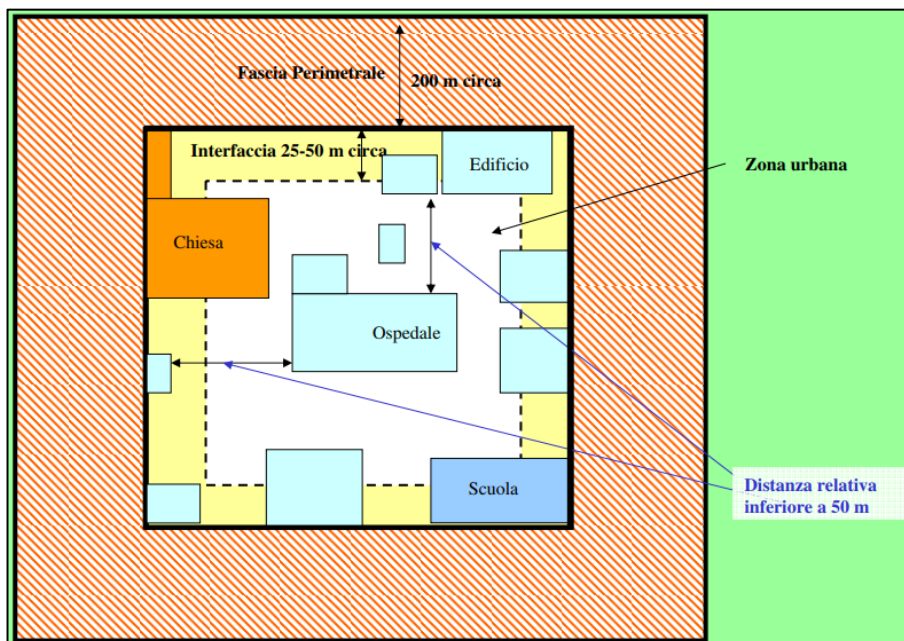 Fascia Perimetrale
200 m circa
Interfaccia 25-50 m circa
Edificio
Zona urbana
Chiesa
Ospedale
Scuola
Distanza relativa
inferiore a 50 m